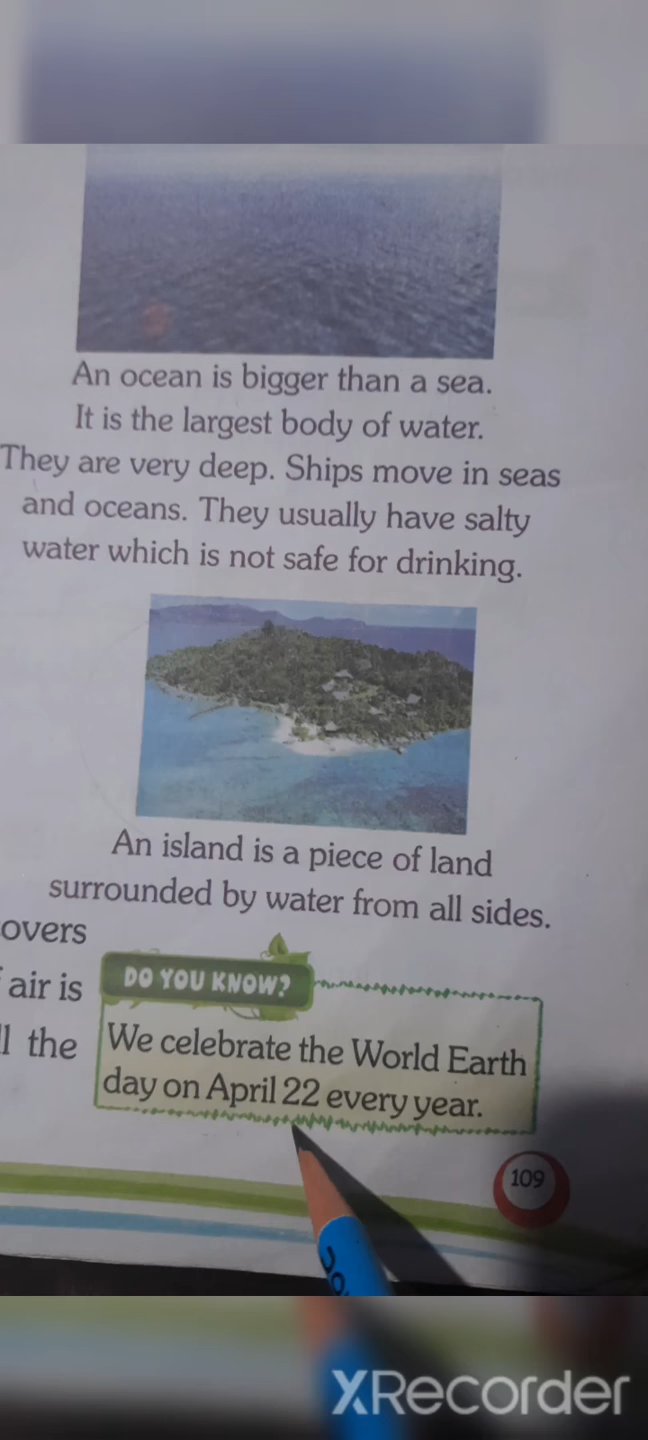 An ocean is bigger than a sea.
It is the largest body of water.
They are very deep. Ships move in seas
and oceans. They usually have salty
water which is not safe for drinking.
An island is a piece of land
surrounded by water from all sides.
overs
air is
l the
DO YOU KNOW?
We celebrate the World Earth
day on April 22 every year.
109
XRecorder